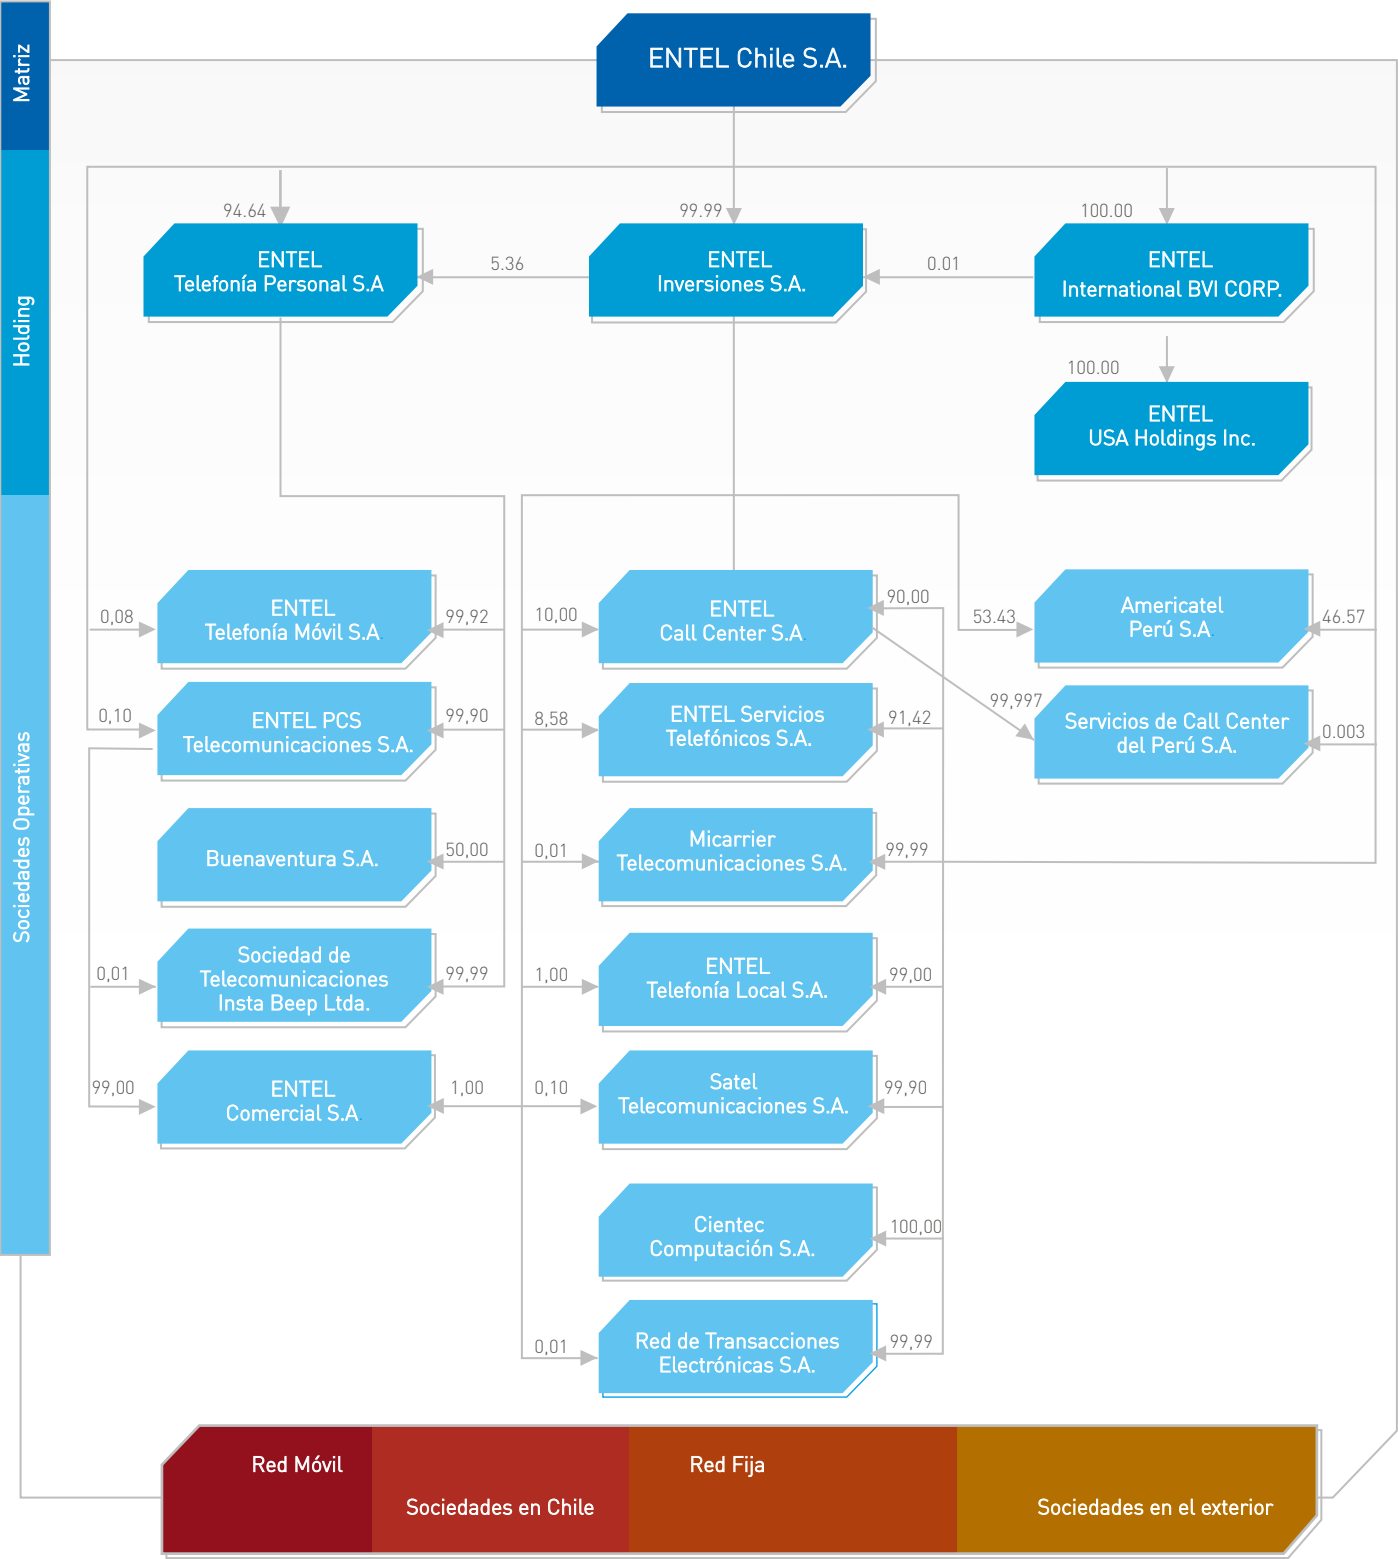 Matriz
ENTEL Chile S.A.
Holding
94.64
99.99
100.00
ENTEL
Telefonía Personal S.A
5.36
ENTEL
Inversiones S.A.
0.01
ENTEL
International BVI CORP.
100.00
ENTEL
USA Holdings Inc.
Sociedades Operativas
0,08
ENTEL
Telefonía Móvil S.A.
99,92
10,00
ENTEL
Call Center S.A.
90,00
53.43
Americatel
Perú S.A.
46.57
0,10
ENTEL PCS
Telecomunicaciones S.A.
99,90
8,58
ENTEL Servicios
Telefónicos S.A.
91,42
99,997
Servicios de Call Center
del Perú S.A.
0.003
Buenaventura S.A.
50,00
0,01
Micarrier
Telecomunicaciones S.A.
99,99
0,01
Sociedad de
Telecomunicaciones
Insta Beep Ltda.
99,99
1,00
ENTEL
Telefonía Local S.A.
99,00
99,00
ENTEL
Comercial S.A
1,00
0,10
Satel
Telecomunicaciones S.A.
99,90
Cientec
Computación S.A.
100,00
0,01
Red de Transacciones
Electrónicas S.A.
99,99
Red Móvil
Red Fija
Sociedades en Chile
Sociedades en el exterior